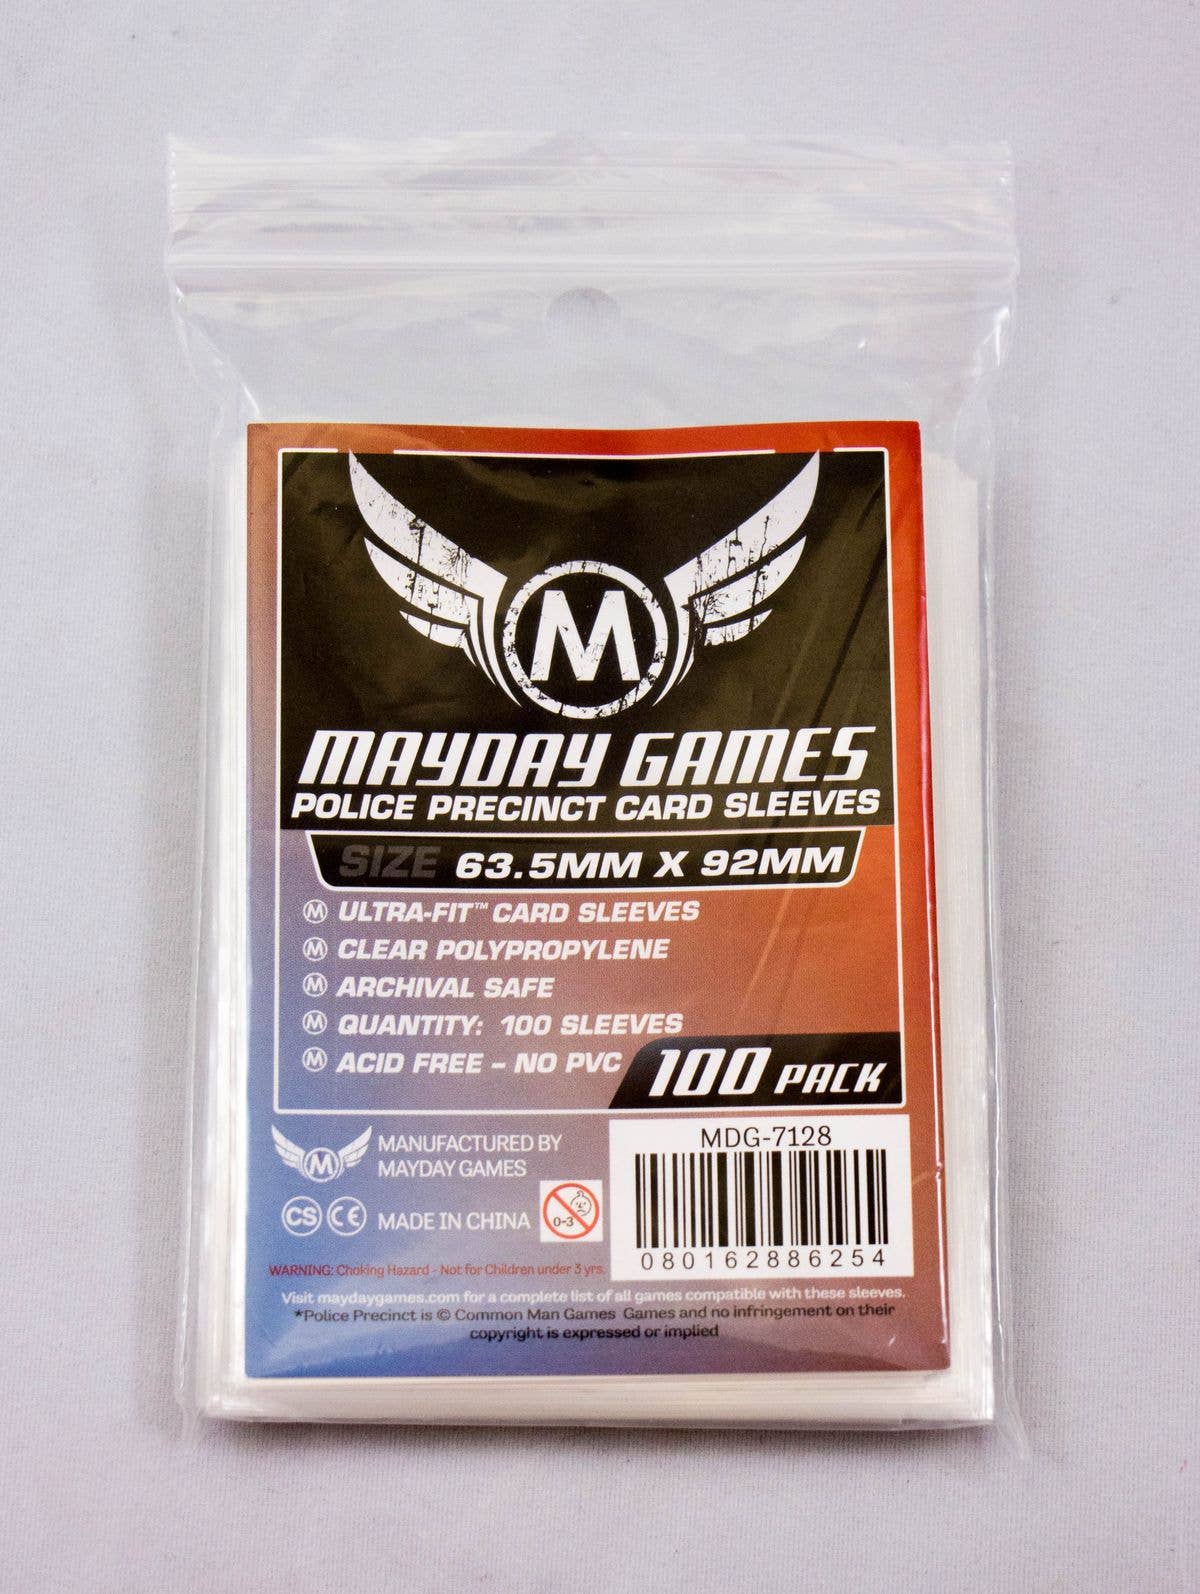 M
MAYDAY GAMES
POLICE PRECINCT CARD SLEEVES
SIZE 63.5MM X 92MM
M ULTRA-FIT™ CARD SLEEVES
M CLEAR POLYPROPYLENE
M ARCHIVAL SAFE
M QUANTITY: 100 SLEEVES
M ACID FREE – NO PVC
100 PACK
M MANUFACTURED BY
MAYDAY GAMES
CS CE MADE IN CHINA 0-3
MDG-7128
080162886254
WARNING: Choking Hazard - Not for Children under 3 yrs.
Visit maydaygames.com for a complete list of all games compatible with these sleeves.
*Police Precinct is © Common Man Games Games and no infringement on their
copyright is expressed or implied